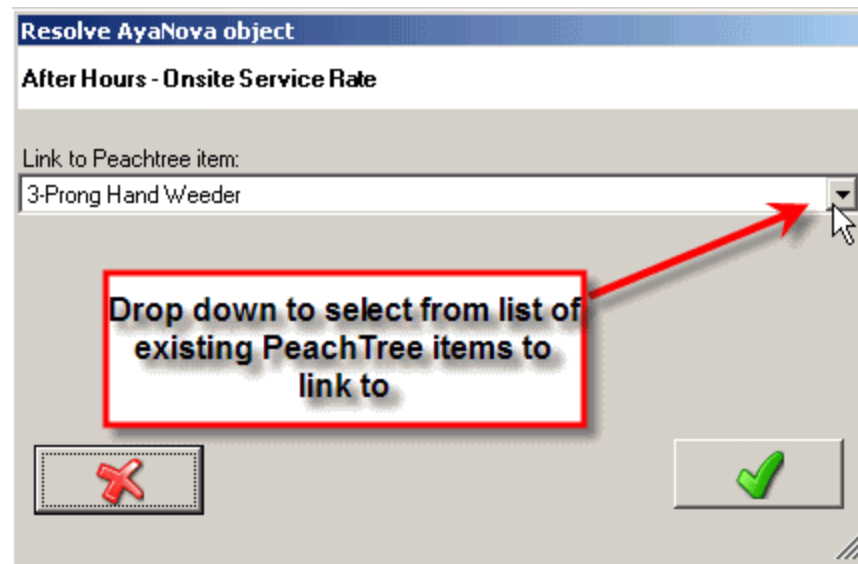 Resolve AyaNova object
After Hours - Onsite Service Rate
Link to Peachtree item:
3-Prong Hand Weeder
Drop down to select from list of
existing PeachTree items to
link to